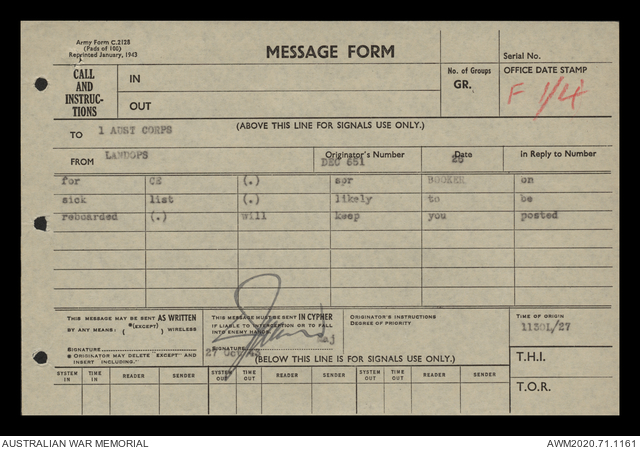 Army Form C.2128
(Pads of 100)
Reprinted January, 1943
MESSAGE FORM
Serial No.
CALL AND INSTRUC-TIONS
IN
OUT
No. of Groups
GR.
OFFICE DATE STAMP
F 1/4
(ABOVE THIS LINE FOR SIGNALS USE ONLY.)
TO 1 AUST CORPS
FROM LANDOPS
Originator's Number DEC 651
Date 26
in Reply to Number
for CE (.) sor BOOKER on
sick list (.) likely to be
reboarded (.) will keep you posted
THIS MESSAGE MAY BE SENT AS WRITTEN
BY ANY MEANS: { *(EXCEPT) } WIRELESS
SIGNATURE
* ORIGINATOR MAY DELETE "EXCEPT" AND INSERT INCLUDING."
THIS MESSAGE MUST BE SENT IN CYPHER
IF LIABLE TO INTERCEPTION OR TO FALL INTO ENEMY HANDS.
SIGNATURE Maj
27 Oct 43
ORIGINATOR'S INSTRUCTIONS
DEGREE OF PRIORITY
TIME OF ORIGIN
1130L/27
(BELOW THIS LINE IS FOR SIGNALS USE ONLY.)
T.H.I.
T.O.R.
SYSTEM IN TIME IN READER SENDER SYSTEM OUT TIME OUT READER SENDER SYSTEM OUT TIME OUT READER SENDER
AUSTRALIAN WAR MEMORIAL
AWM2020.71.1161